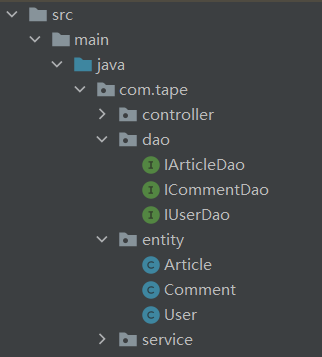 src
main
java
com.tape
controller
dao
I IArticleDao
I ICommentDao
I IUserDao
entity
C Article
C Comment
C User
service